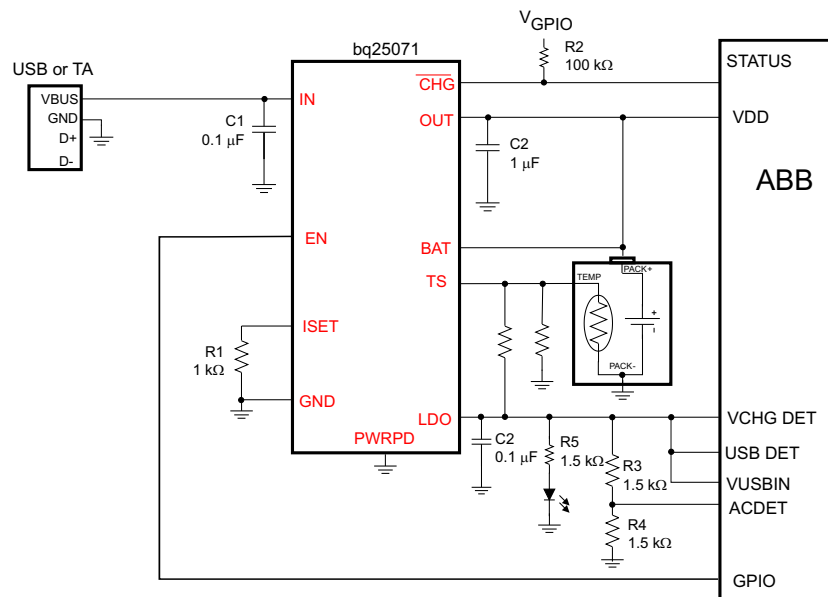 bq25071
USB or TA
VBUS
GND
D+
D-
C1
0.1 μF
IN
EN
ISET
GND
PWRPD
R1
1 kΩ
CHG
OUT
BAT
TS
LDO
VGPIO
R2
100 kΩ
C2
1 μF
TEMP
PACK+
+
-
PACK-
C2
0.1 μF
R5
1.5 kΩ
R3
1.5 kΩ
R4
1.5 kΩ
STATUS
VDD
ABB
VCHG DET
USB DET
VUSBIN
ACDET
GPIO